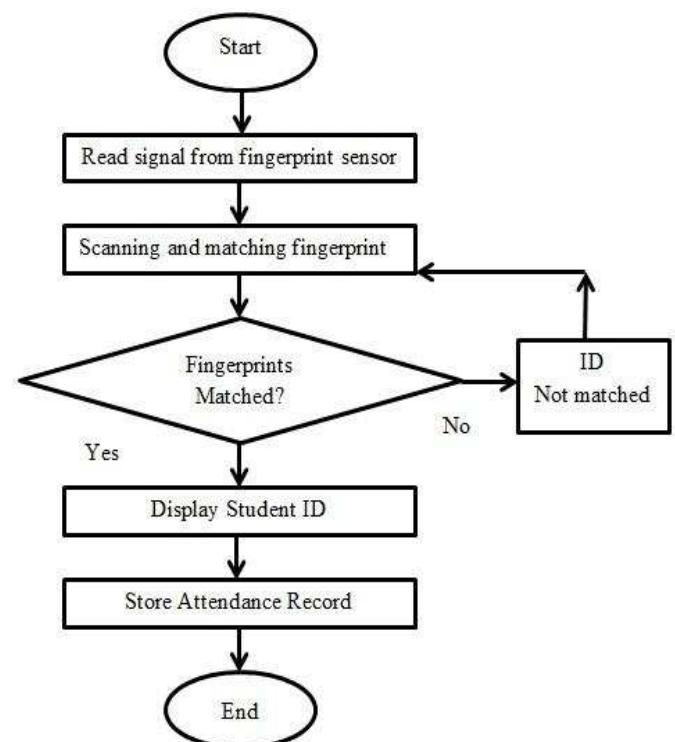 Start
Read signal from fingerprint sensor
Scanning and matching fingerprint
Fingerprints
Matched?
ID
Not matched
No
Yes
Display Student ID
Store Attendance Record
End